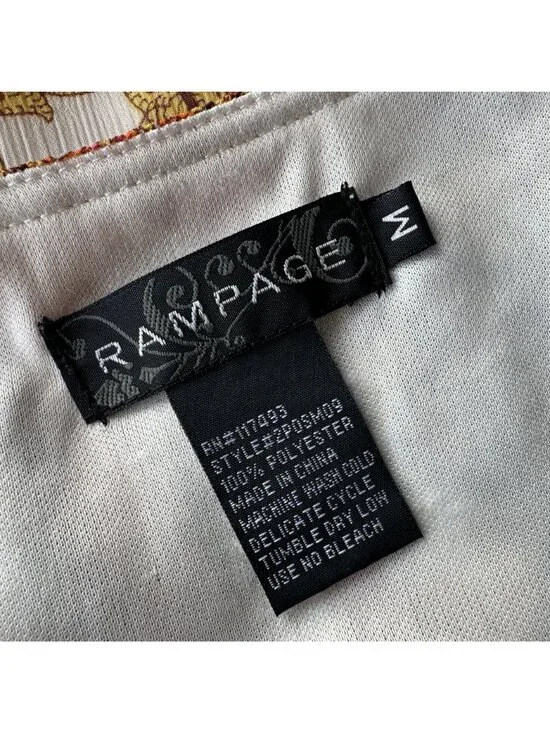 RAMPAGE
M
RN#117493
STYLE#2POSMD9
100% POLYESTER
MADE IN CHINA
MACHINE WASH COLD
DELICATE CYCLE
TUMBLE DRY LOW
USE NO BLEACH